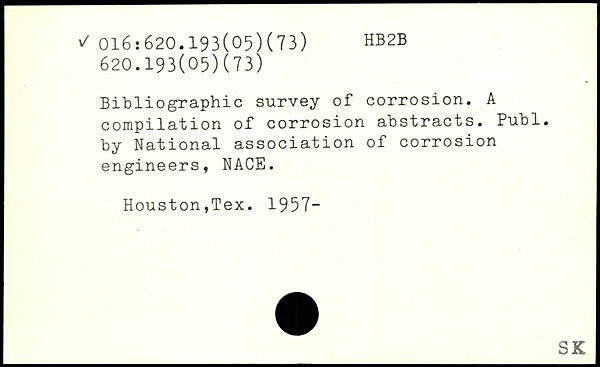 ✓ 016:620.193(05)(73) HB2B
620.193(05)(73)
Bibliographic survey of corrosion. A
compilation of corrosion abstracts. Publ.
by National association of corrosion
engineers, NACE.
Houston,Tex. 1957-
SK